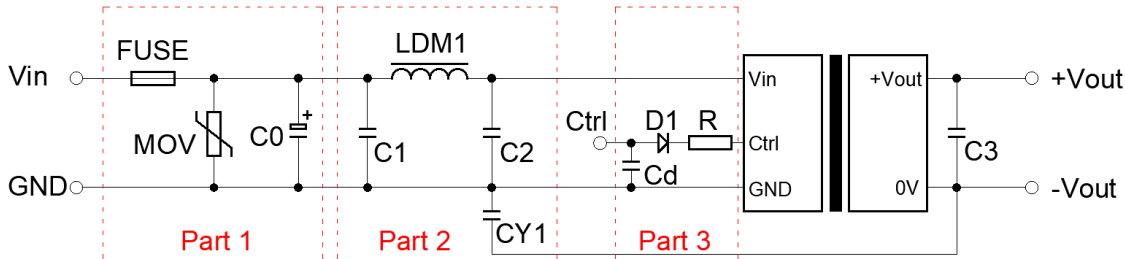 FUSE
LDM1
Vin
Vin
+Vout
+Vout
Ctrl
D1
R
MOV
C0
+
C1
C2
Ctrl
C3
Cd
GND
GND
0V
-Vout
CY1
Part 1
Part 2
Part 3